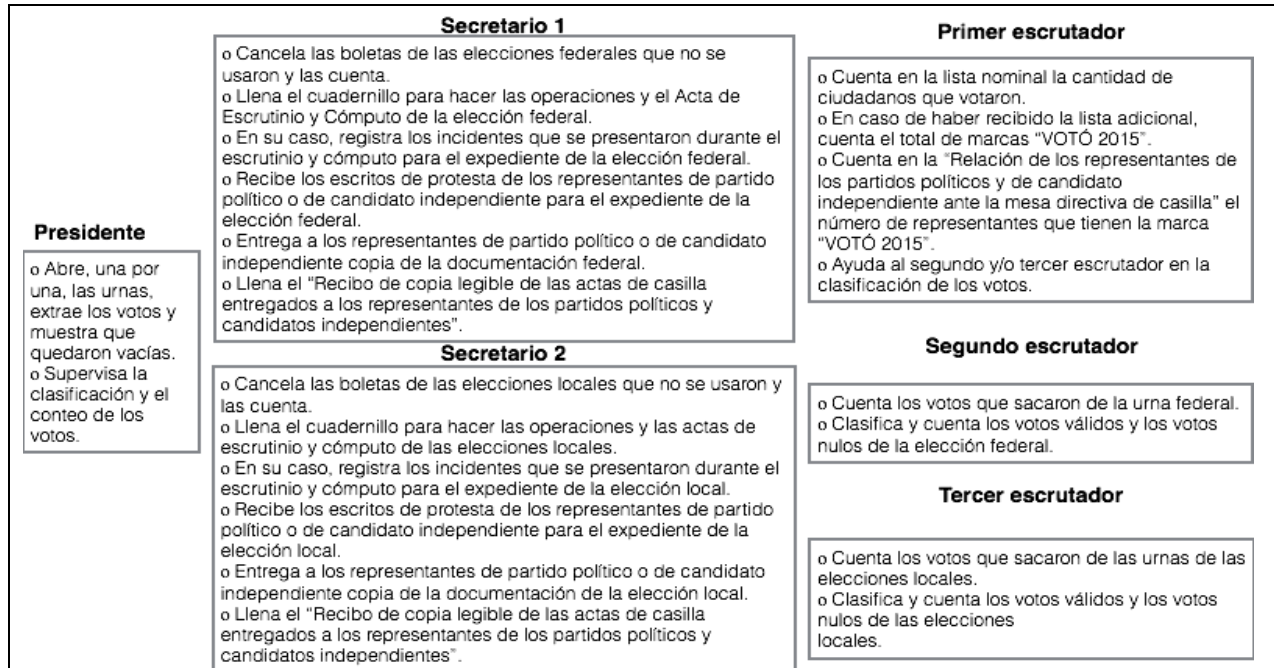 Presidente
o Abre, una por
una, las urnas,
extrae los votos y
muestra que
quedaron vacías.
o Supervisa la
clasificación y el
conteo de los
votos.
Secretario 1
o Cancela las boletas de las elecciones federales que no se
usaron y las cuenta.
o Llena el cuadernillo para hacer las operaciones y el Acta de
Escrutinio y Cómputo de la elección federal.
o En su caso, registra los incidentes que se presentaron durante el
escrutinio y cómputo para el expediente de la elección federal.
o Recibe los escritos de protesta de los representantes de partido
político o de candidato independiente para el expediente de la
elección federal.
o Entrega a los representantes de partido político o de candidato
independiente copia de la documentación federal.
o Llena el “Recibo de copia legible de las actas de casilla
entregados a los representantes de los partidos políticos y
candidatos independientes”.
Secretario 2
o Cancela las boletas de las elecciones locales que no se usaron y
las cuenta.
o Llena el cuadernillo para hacer las operaciones y las actas de
escrutinio y cómputo de las elecciones locales.
o En su caso, registra los incidentes que se presentaron durante el
escrutinio y cómputo para el expediente de la elección local.
o Recibe los escritos de protesta de los representantes de partido
político o de candidato independiente para el expediente de la
elección local.
o Entrega a los representantes de partido político o de candidato
independiente copia de la documentación de la elección local.
o Llena el “Recibo de copia legible de las actas de casilla
entregados a los representantes de los partidos políticos y
candidatos independientes”.
Primer escrutador
o Cuenta en la lista nominal la cantidad de
ciudadanos que votaron.
o En caso de haber recibido la lista adicional,
cuenta el total de marcas “VOTÓ 2015”.
o Cuenta en la “Relación de los representantes de
los partidos políticos y de candidato
independiente ante la mesa directiva de casilla” el
número de representantes que tienen la marca
“VOTÓ 2015”.
o Ayuda al segundo y/o tercer escrutador en la
clasificación de los votos.
Segundo escrutador
o Cuenta los votos que sacaron de la urna federal.
o Clasifica y cuenta los votos válidos y los votos
nulos de la elección federal.
Tercer escrutador
o Cuenta los votos que sacaron de las urnas de las
elecciones locales.
o Clasifica y cuenta los votos válidos y los votos
nulos de las elecciones
locales.